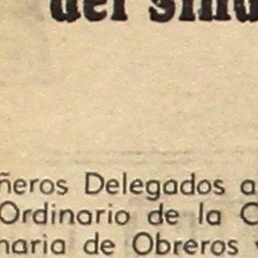 del sind
ñeros Delegados a
Ordinario de la C
naria de Obreros